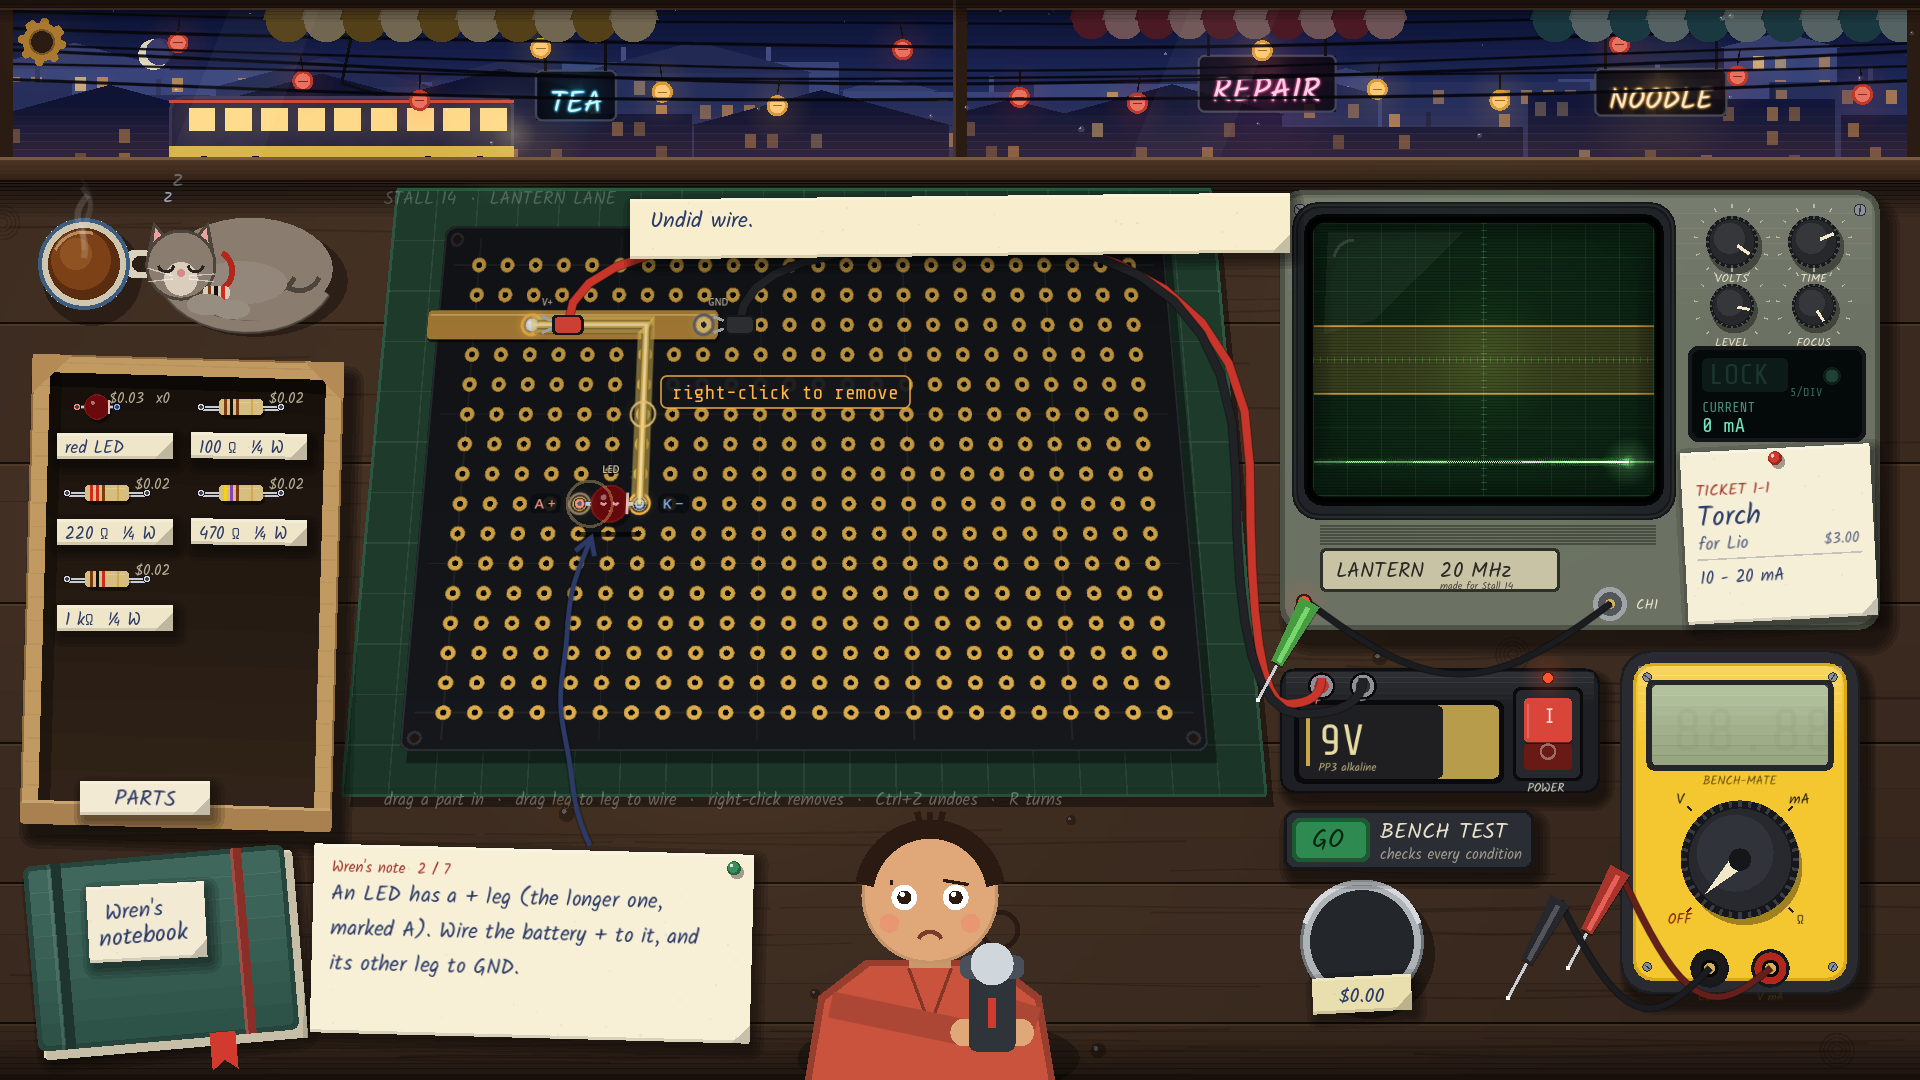 TEA
REPAIR
NOODLE
z
z
STALL 14 · LANTERN LANE
Undid wire.
V+
GND
right-click to remove
LED
A +
K −
$0.03 x0
$0.02
red LED
100 Ω ¼ W
$0.02
$0.02
220 Ω ¼ W
470 Ω ¼ W
$0.02
1 kΩ ¼ W
PARTS
drag a part in · drag leg to leg to wire · right-click removes · Ctrl+Z undoes · R turns
VOLTS
TIME
LEVEL
FOCUS
LOCK
S/DIV
CURRENT
0 mA
LANTERN 20 MHz
made for Stall 14
CH1
TICKET 1-1
Torch
for Lio
$3.00
10 - 20 mA
9V
PP3 alkaline
I
POWER
GO
BENCH TEST
checks every condition
$0.00
BENCH-MATE
V
mA
OFF
Ω
Wren's
notebook
Wren's note 2 / 7
An LED has a + leg (the longer one,
marked A). Wire the battery + to it, and
its other leg to GND.